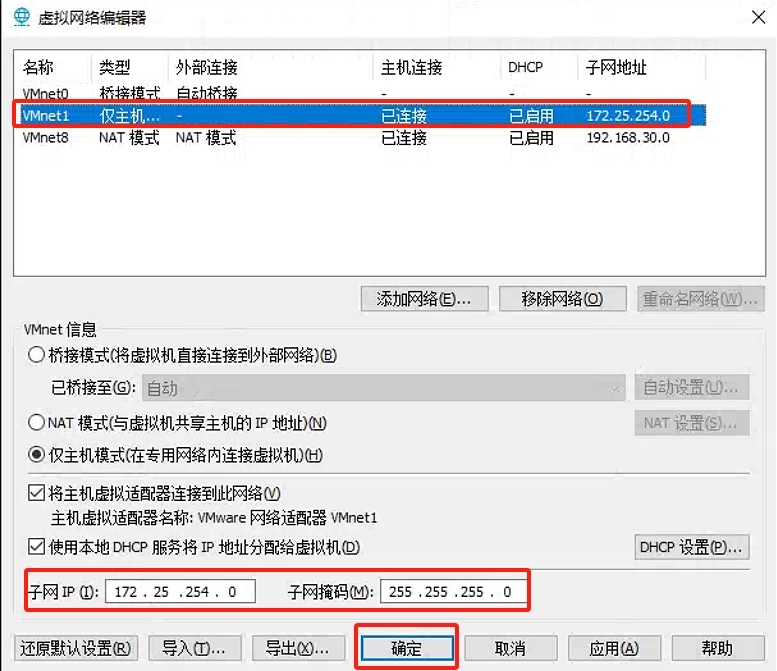 虚拟网络编辑器
名称 类型 外部连接 主机连接 DHCP 子网地址
VMnet0 桥接模式 自动桥接 - - -
VMnet1 仅主机... - 已连接 已启用 172.25.254.0
VMnet8 NAT 模式 NAT 模式 已连接 已启用 192.168.30.0
添加网络(E)... 移除网络(O) 重命名网络(W)...
VMnet 信息
桥接模式(将虚拟机直接连接到外部网络)(B)
已桥接至(G): 自动 自动设置(U)...
NAT 模式(与虚拟机共享主机的 IP 地址)(N) NAT 设置(S)...
仅主机模式(在专用网络内连接虚拟机)(H)
将主机虚拟适配器连接到此网络(V)
主机虚拟适配器名称: VMware 网络适配器 VMnet1
使用本地 DHCP 服务将 IP 地址分配给虚拟机(D) DHCP 设置(P)...
子网 IP (I): 172 . 25 .254 . 0 子网掩码(M): 255 .255 .255 . 0
还原默认设置(R) 导入(T)... 导出(X)... 确定 取消 应用(A) 帮助